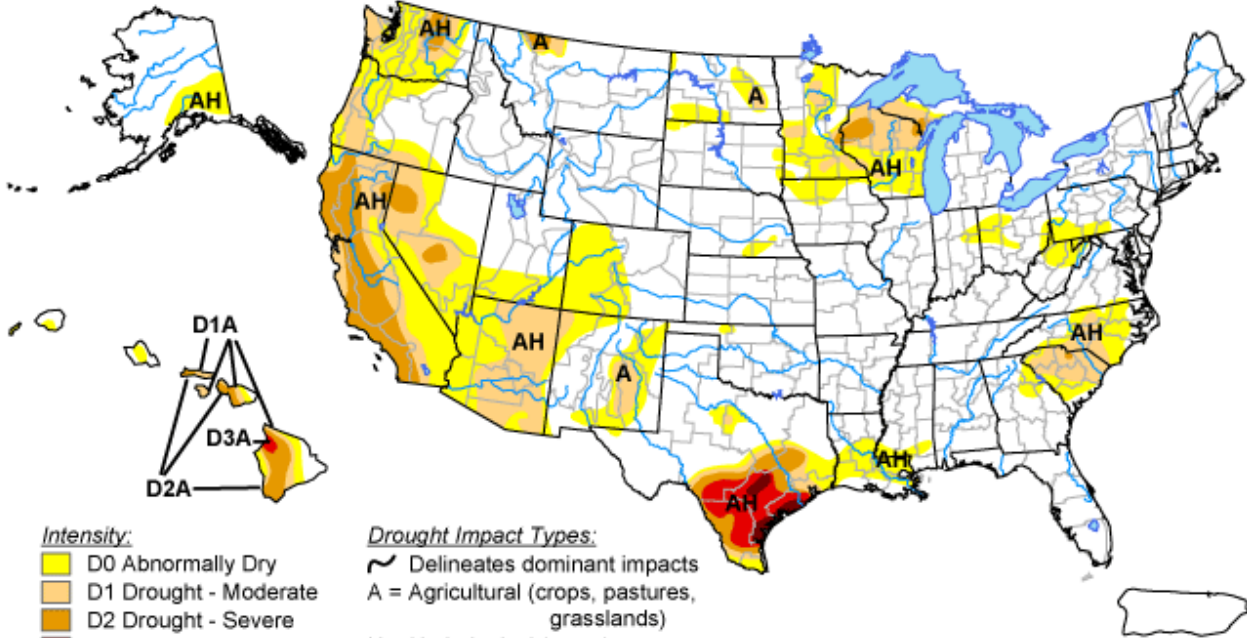 AH
A
AH
A
AH
AH
AH
AH
A
AH
AH
D1A
D3A
D2A
AH
Intensity:
D0 Abnormally Dry
D1 Drought - Moderate
D2 Drought - Severe
Drought Impact Types:
Delineates dominant impacts
A = Agricultural (crops, pastures,
grasslands)